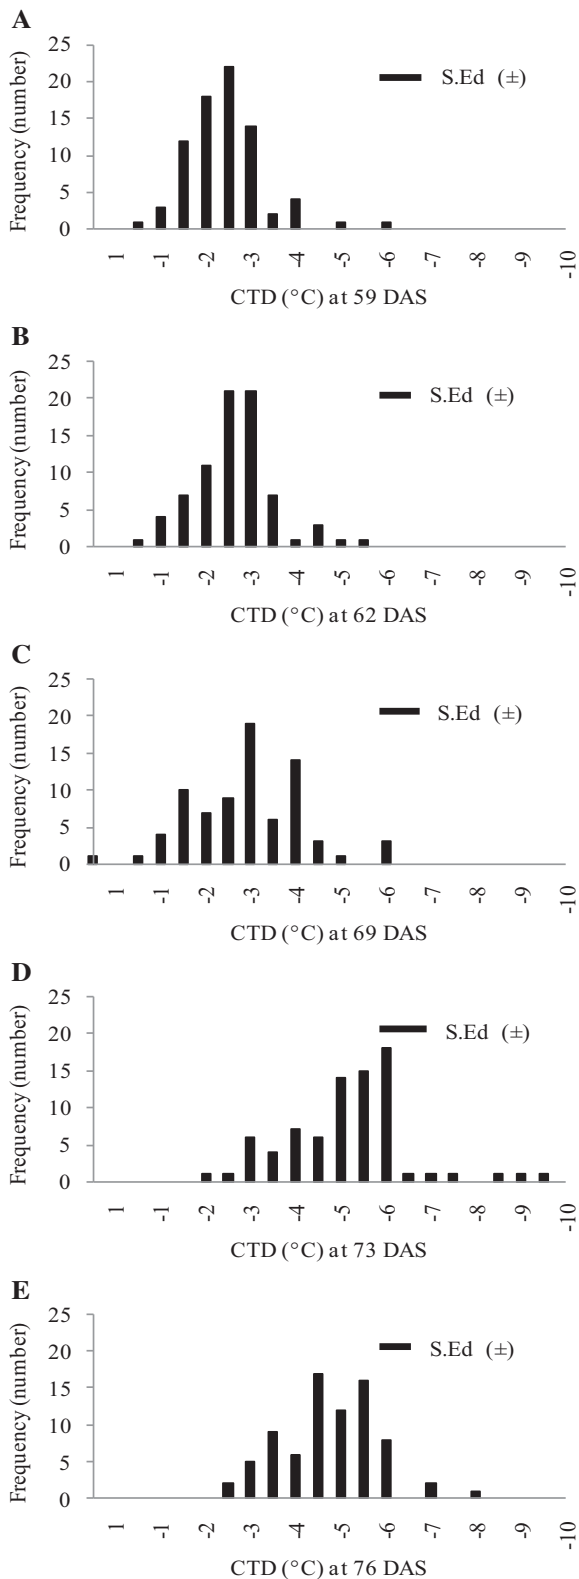 A
Frequency (number)
25
20
15
10
5
0
S.Ed (±)
1 -1 -2 -3 -4 -5 -6 -7 -8 -9 -10
CTD (°C) at 59 DAS
B
Frequency (number)
25
20
15
10
5
0
S.Ed (±)
1 -1 -2 -3 -4 -5 -6 -7 -8 -9 -10
CTD (°C) at 62 DAS
C
Frequency (number)
25
20
15
10
5
0
S.Ed (±)
1 -1 -2 -3 -4 -5 -6 -7 -8 -9 -10
CTD (°C) at 69 DAS
D
Frequency (number)
25
20
15
10
5
0
S.Ed (±)
1 -1 -2 -3 -4 -5 -6 -7 -8 -9 -10
CTD (°C) at 73 DAS
E
Frequency (number)
25
20
15
10
5
0
S.Ed (±)
1 -1 -2 -3 -4 -5 -6 -7 -8 -9 -10
CTD (°C) at 76 DAS